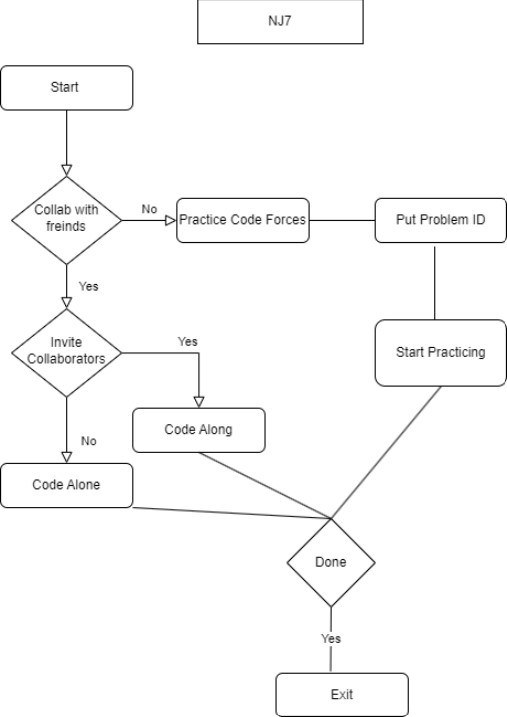 NJ7
Start
Collab with
freinds
No
Practice Code Forces
Put Problem ID
Yes
Invite
Collaborators
Yes
Start Practicing
No
Code Along
Code Alone
Done
Yes
Exit